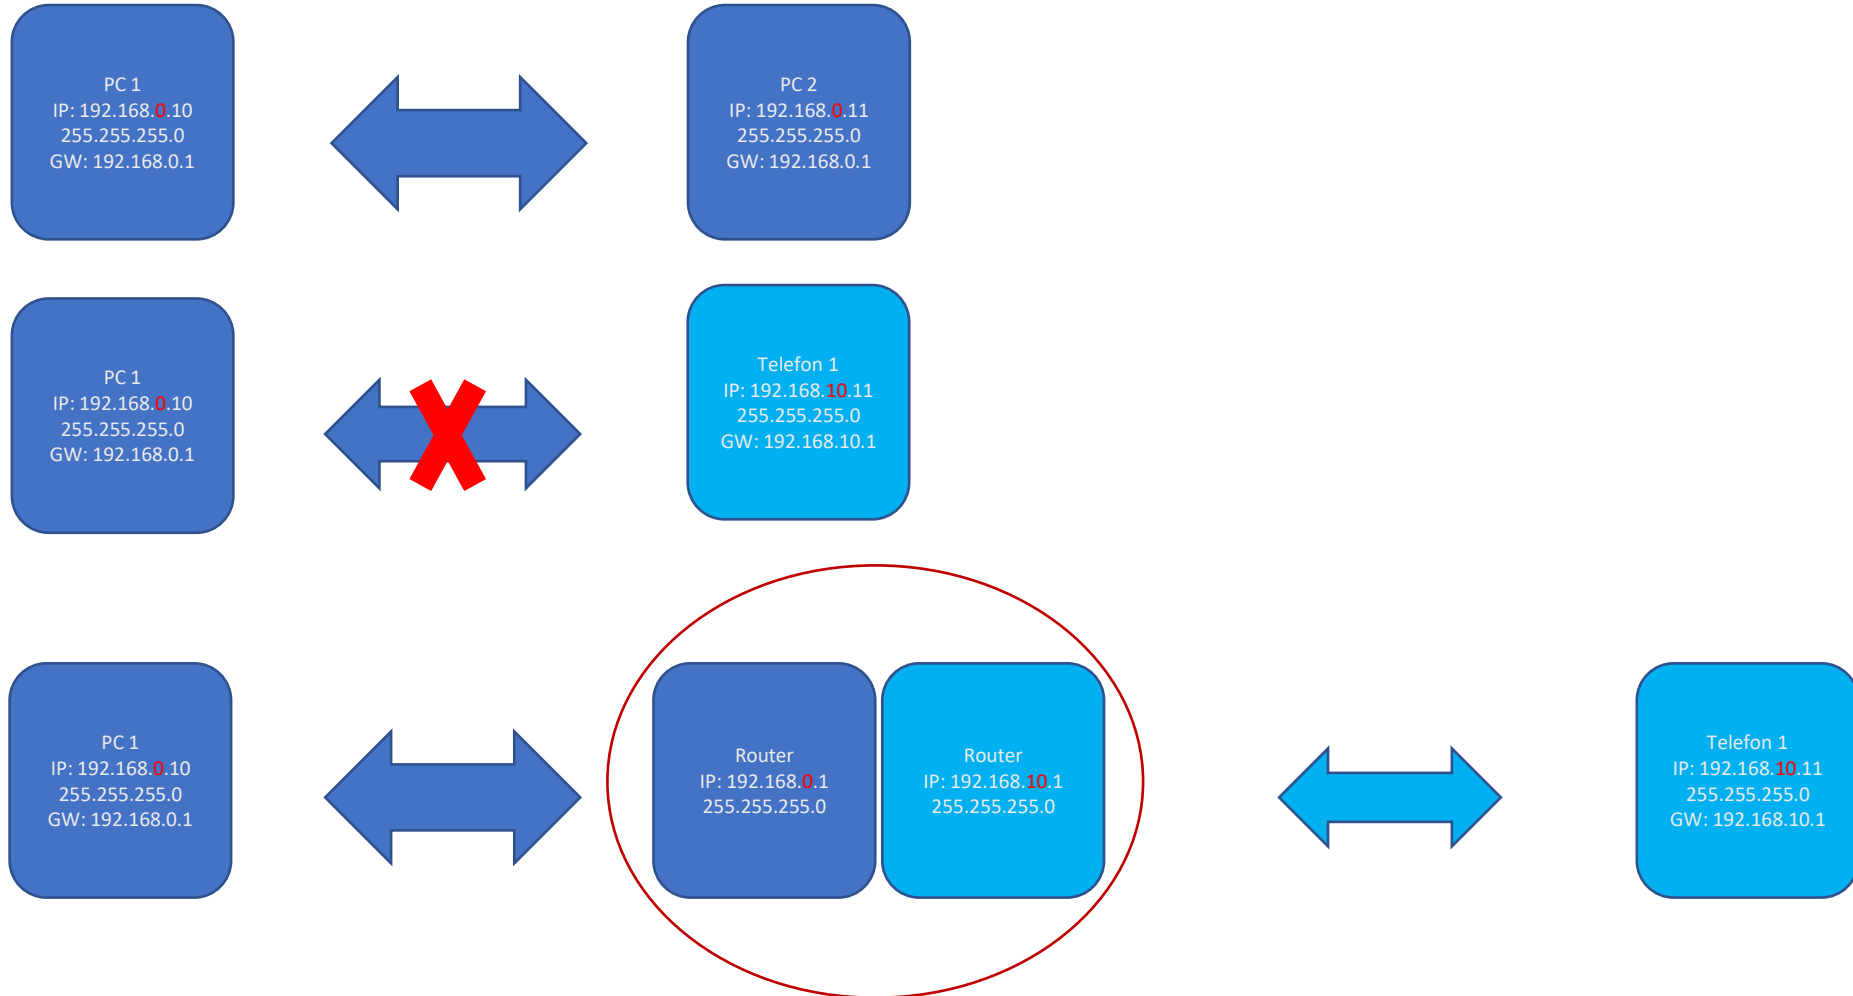 PC 1
IP: 192.168.0.10
255.255.255.0
GW: 192.168.0.1
PC 2
IP: 192.168.0.11
255.255.255.0
GW: 192.168.0.1
PC 1
IP: 192.168.0.10
255.255.255.0
GW: 192.168.0.1
Telefon 1
IP: 192.168.10.11
255.255.255.0
GW: 192.168.10.1
PC 1
IP: 192.168.0.10
255.255.255.0
GW: 192.168.0.1
Router
IP: 192.168.0.1
255.255.255.0
Router
IP: 192.168.10.1
255.255.255.0
Telefon 1
IP: 192.168.10.11
255.255.255.0
GW: 192.168.10.1